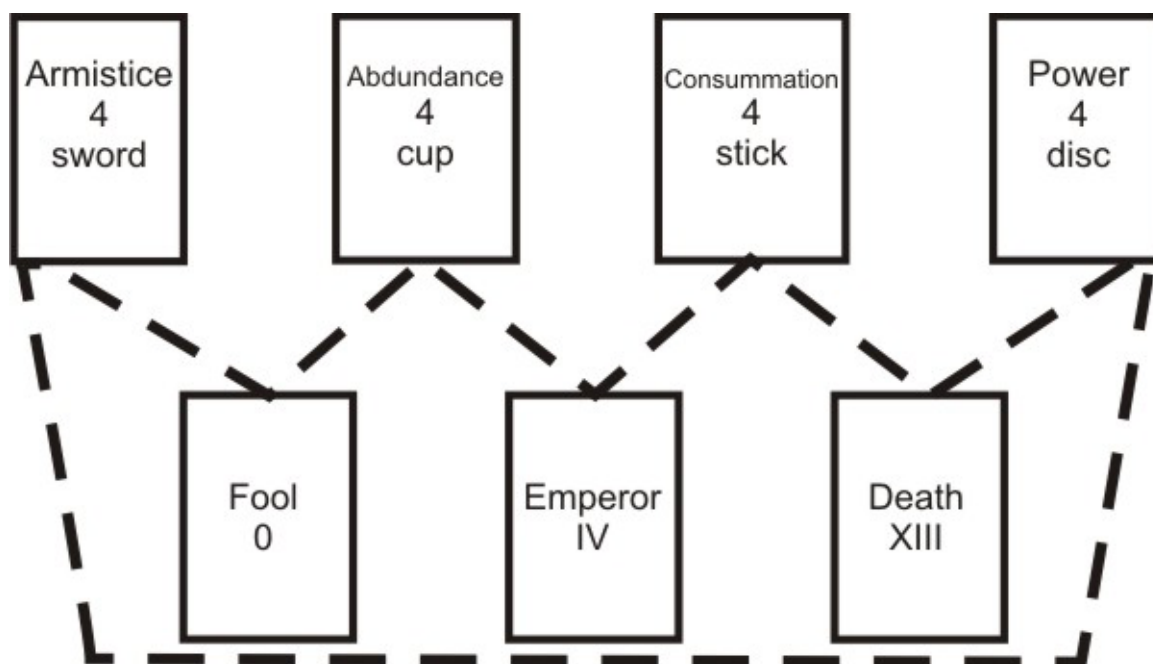 Armistice
4
sword
Abdundance
4
cup
Consummation
4
stick
Power
4
disc
Fool
0
Emperor
IV
Death
XIII